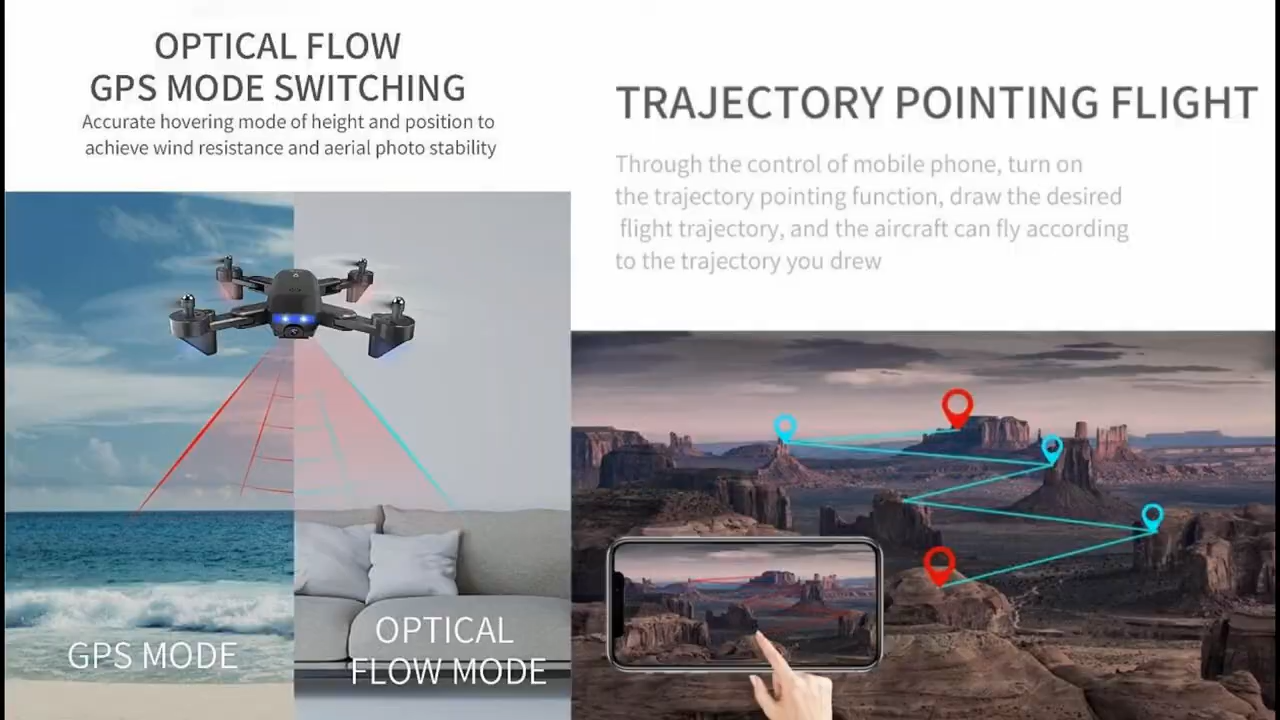 OPTICAL FLOW
GPS MODE SWITCHING
Accurate hovering mode of height and position to
achieve wind resistance and aerial photo stability
GPS MODE
OPTICAL
FLOW MODE
TRAJECTORY POINTING FLIGHT
Through the control of mobile phone, turn on
the trajectory pointing function, draw the desired
flight trajectory, and the aircraft can fly according
to the trajectory you drew